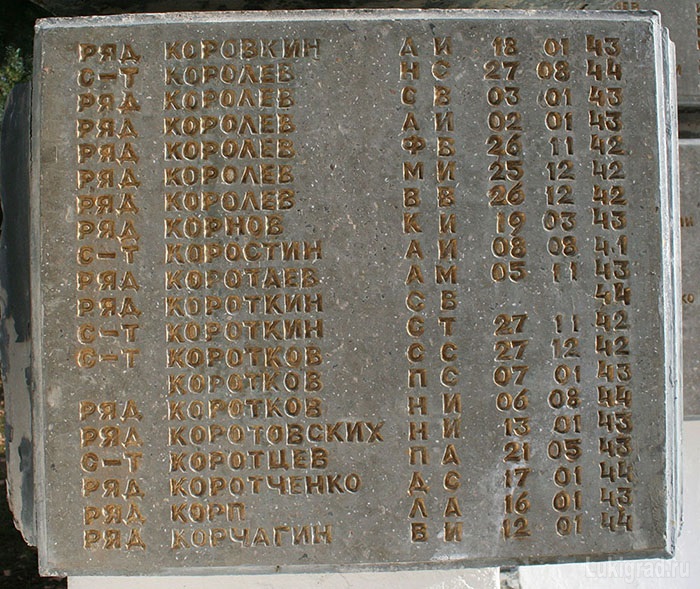 РЯД КОРОВКИН А И 18 01 43
С-Т КОРОЛЕВ Н С 27 08 44
РЯД КОРОЛЕВ С В 03 01 43
РЯД КОРОЛЕВ А И 02 01 43
РЯД КОРОЛЕВ Ф В 26 11 42
РЯД КОРОЛЕВ М И 25 12 42
РЯД КОРОЛЕВ В В 26 12 42
РЯД КОРНОВ К И 19 03 43
С-Т КОРОСТИН А И 08 08 41
РЯД КОРОТАЕВ А М 05 11 43
РЯД КОРОТКИН С В 44
С-Т КОРОТКИН С Т 27 11 42
С-Т КОРОТКОВ С С 27 12 42
КОРОТКОВ П С 07 01 43
РЯД КОРОТКОВ Н И 06 08 44
РЯД КОРОТОВСКИХ Н И 13 01 43
С-Т КОРОТЦЕВ П А 21 05 43
РЯД КОРОТЧЕНКО Д С 17 01 44
РЯД КОРП Л А 16 01 43
РЯД КОРЧАГИН Б И 12 01 44
Lukigrad.ru